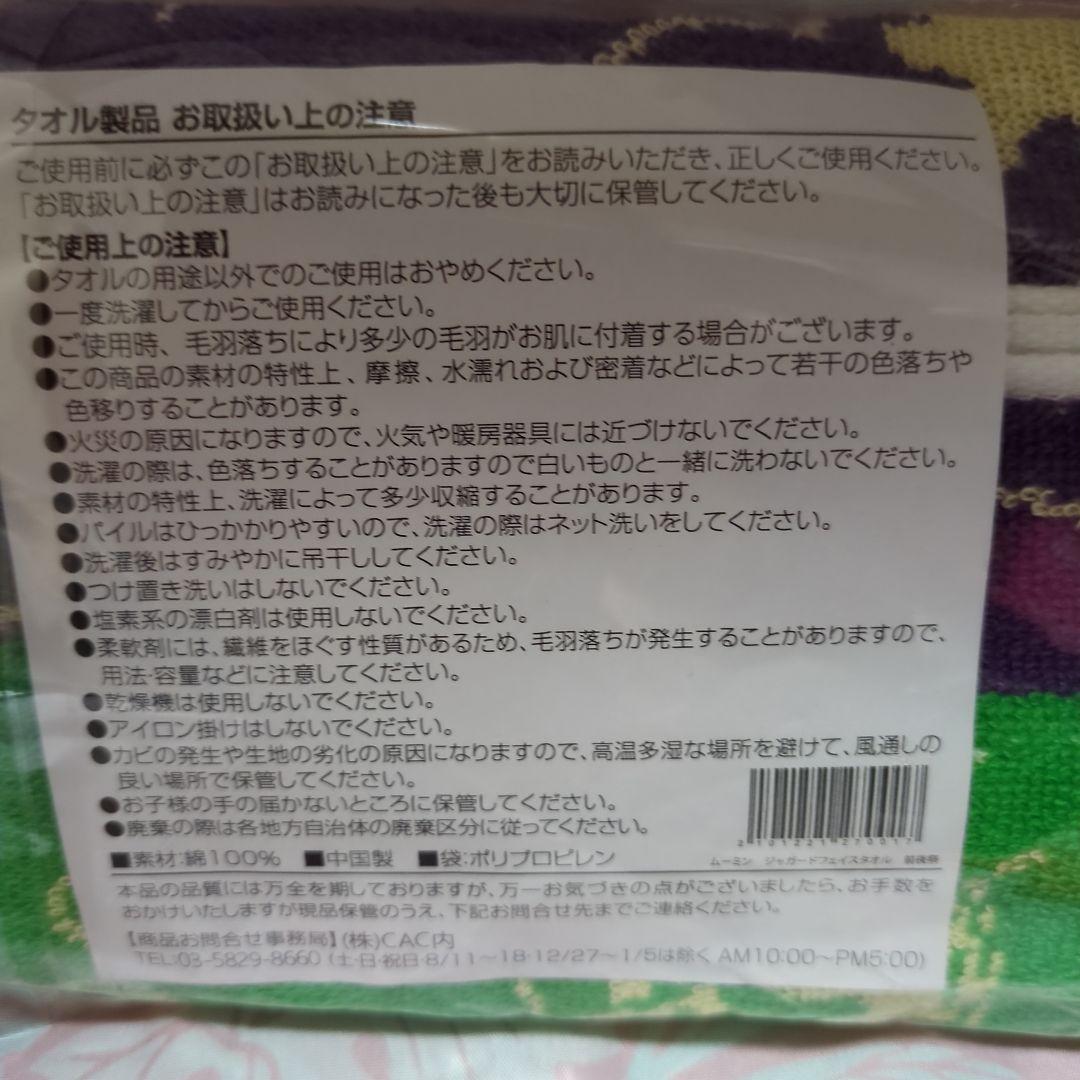 タオル製品 お取扱い上の注意
ご使用前に必ずこの「お取扱い上の注意」をお読みいただき、正しくご使用ください。
「お取扱い上の注意」はお読みになった後も大切に保管してください。
【ご使用上の注意】
●タオルの用途以外でのご使用はおやめください。
●一度洗濯してからご使用ください。
●ご使用時、毛羽落ちにより多少の毛羽がお肌に付着する場合がございます。
●この商品の素材の特性上、摩擦、水濡れおよび密着などによって若干の色落ちや
色移りすることがあります。
●火災の原因になりますので、火気や暖房器具には近づけないでください。
●洗濯の際は、色落ちすることがありますので白いものと一緒に洗わないでください。
●素材の特性上、洗濯によって多少収縮することがあります。
●パイルはひっかかりやすいので、洗濯の際はネット洗いをしてください。
●洗濯後はすみやかに吊干ししてください。
●つけ置き洗いはしないでください。
●塩素系の漂白剤は使用しないでください。
●柔軟剤には、繊維をほぐす性質があるため、毛羽落ちが発生することがありますので、
用法・容量などに注意してください。
●乾燥機は使用しないでください。
●アイロン掛けはしないでください。
●カビの発生や生地の劣化の原因になりますので、高温多湿な場所を避けて、風通しの
良い場所で保管してください。
●お子様の手の届かないところに保管してください。
●廃棄の際は各地方自治体の廃棄区分に従ってください。
2101221270017
■素材:綿100% ■中国製 ■袋:ポリプロピレン
ムーミン ジャガードフェイスタオル 前後祭
本品の品質には万全を期しておりますが、万一お気づきの点がございましたら、お手数を
おかけいたしますが現品保管のうえ、下記お問合せ先までご連絡ください。
【商品お問合せ事務局】(株)CAC内
TEL:03-5829-8660 (土・日・祝日・8/11〜18・12/27〜1/5は除く AM10:00〜PM5:00)